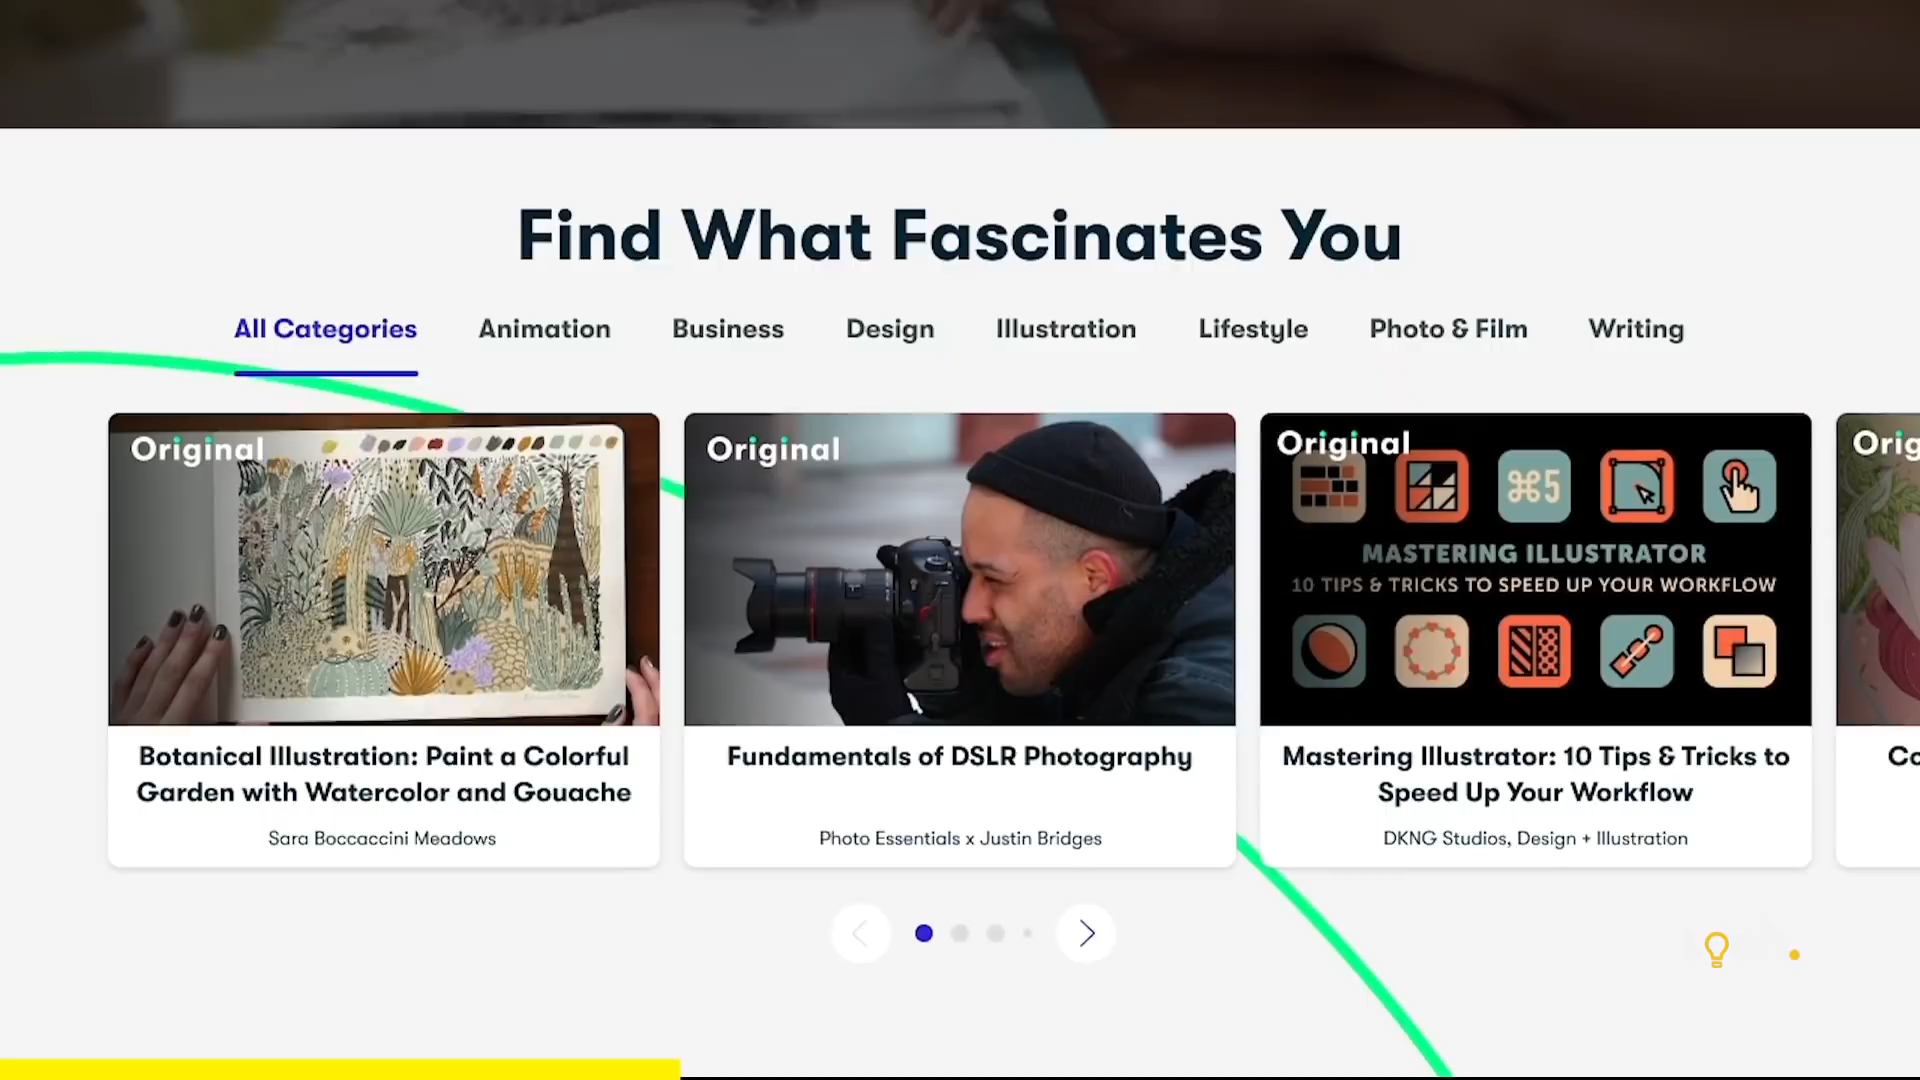 Find What Fascinates You
All Categories Animation Business Design Illustration Lifestyle Photo & Film Writing
Original
Botanical Illustration: Paint a Colorful
Garden with Watercolor and Gouache
Sara Boccaccini Meadows
Original
Fundamentals of DSLR Photography
Photo Essentials x Justin Bridges
Original
⌘5
MASTERING ILLUSTRATOR
10 TIPS & TRICKS TO SPEED UP YOUR WORKFLOW
Mastering Illustrator: 10 Tips & Tricks to
Speed Up Your Workflow
DKNG Studios, Design + Illustration
Orig
Co